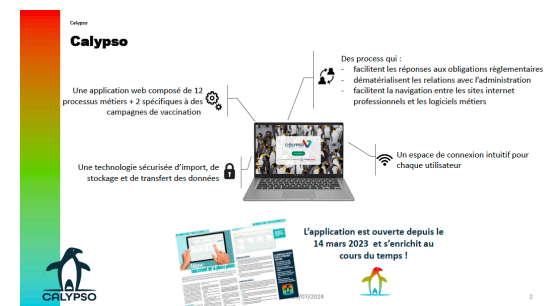 Calypso
Calypso
Des process qui :
- facilitent les réponses aux obligations règlementaires
- dématérialisent les relations avec l'administration
- facilitent la navigation entre les sites internet
professionnels et les logiciels métiers
Une application web composé de 12
processus métiers + 2 spécifiques à des
campagnes de vaccination
CALYPSO
Une technologie sécurisée d'import, de
stockage et de transfert des données
Un espace de connexion intuitif pour
chaque utilisateur
L'application est ouverte depuis le
14 mars 2023 et s'enrichit au
cours du temps !
CALYPSO
/07/2024
2